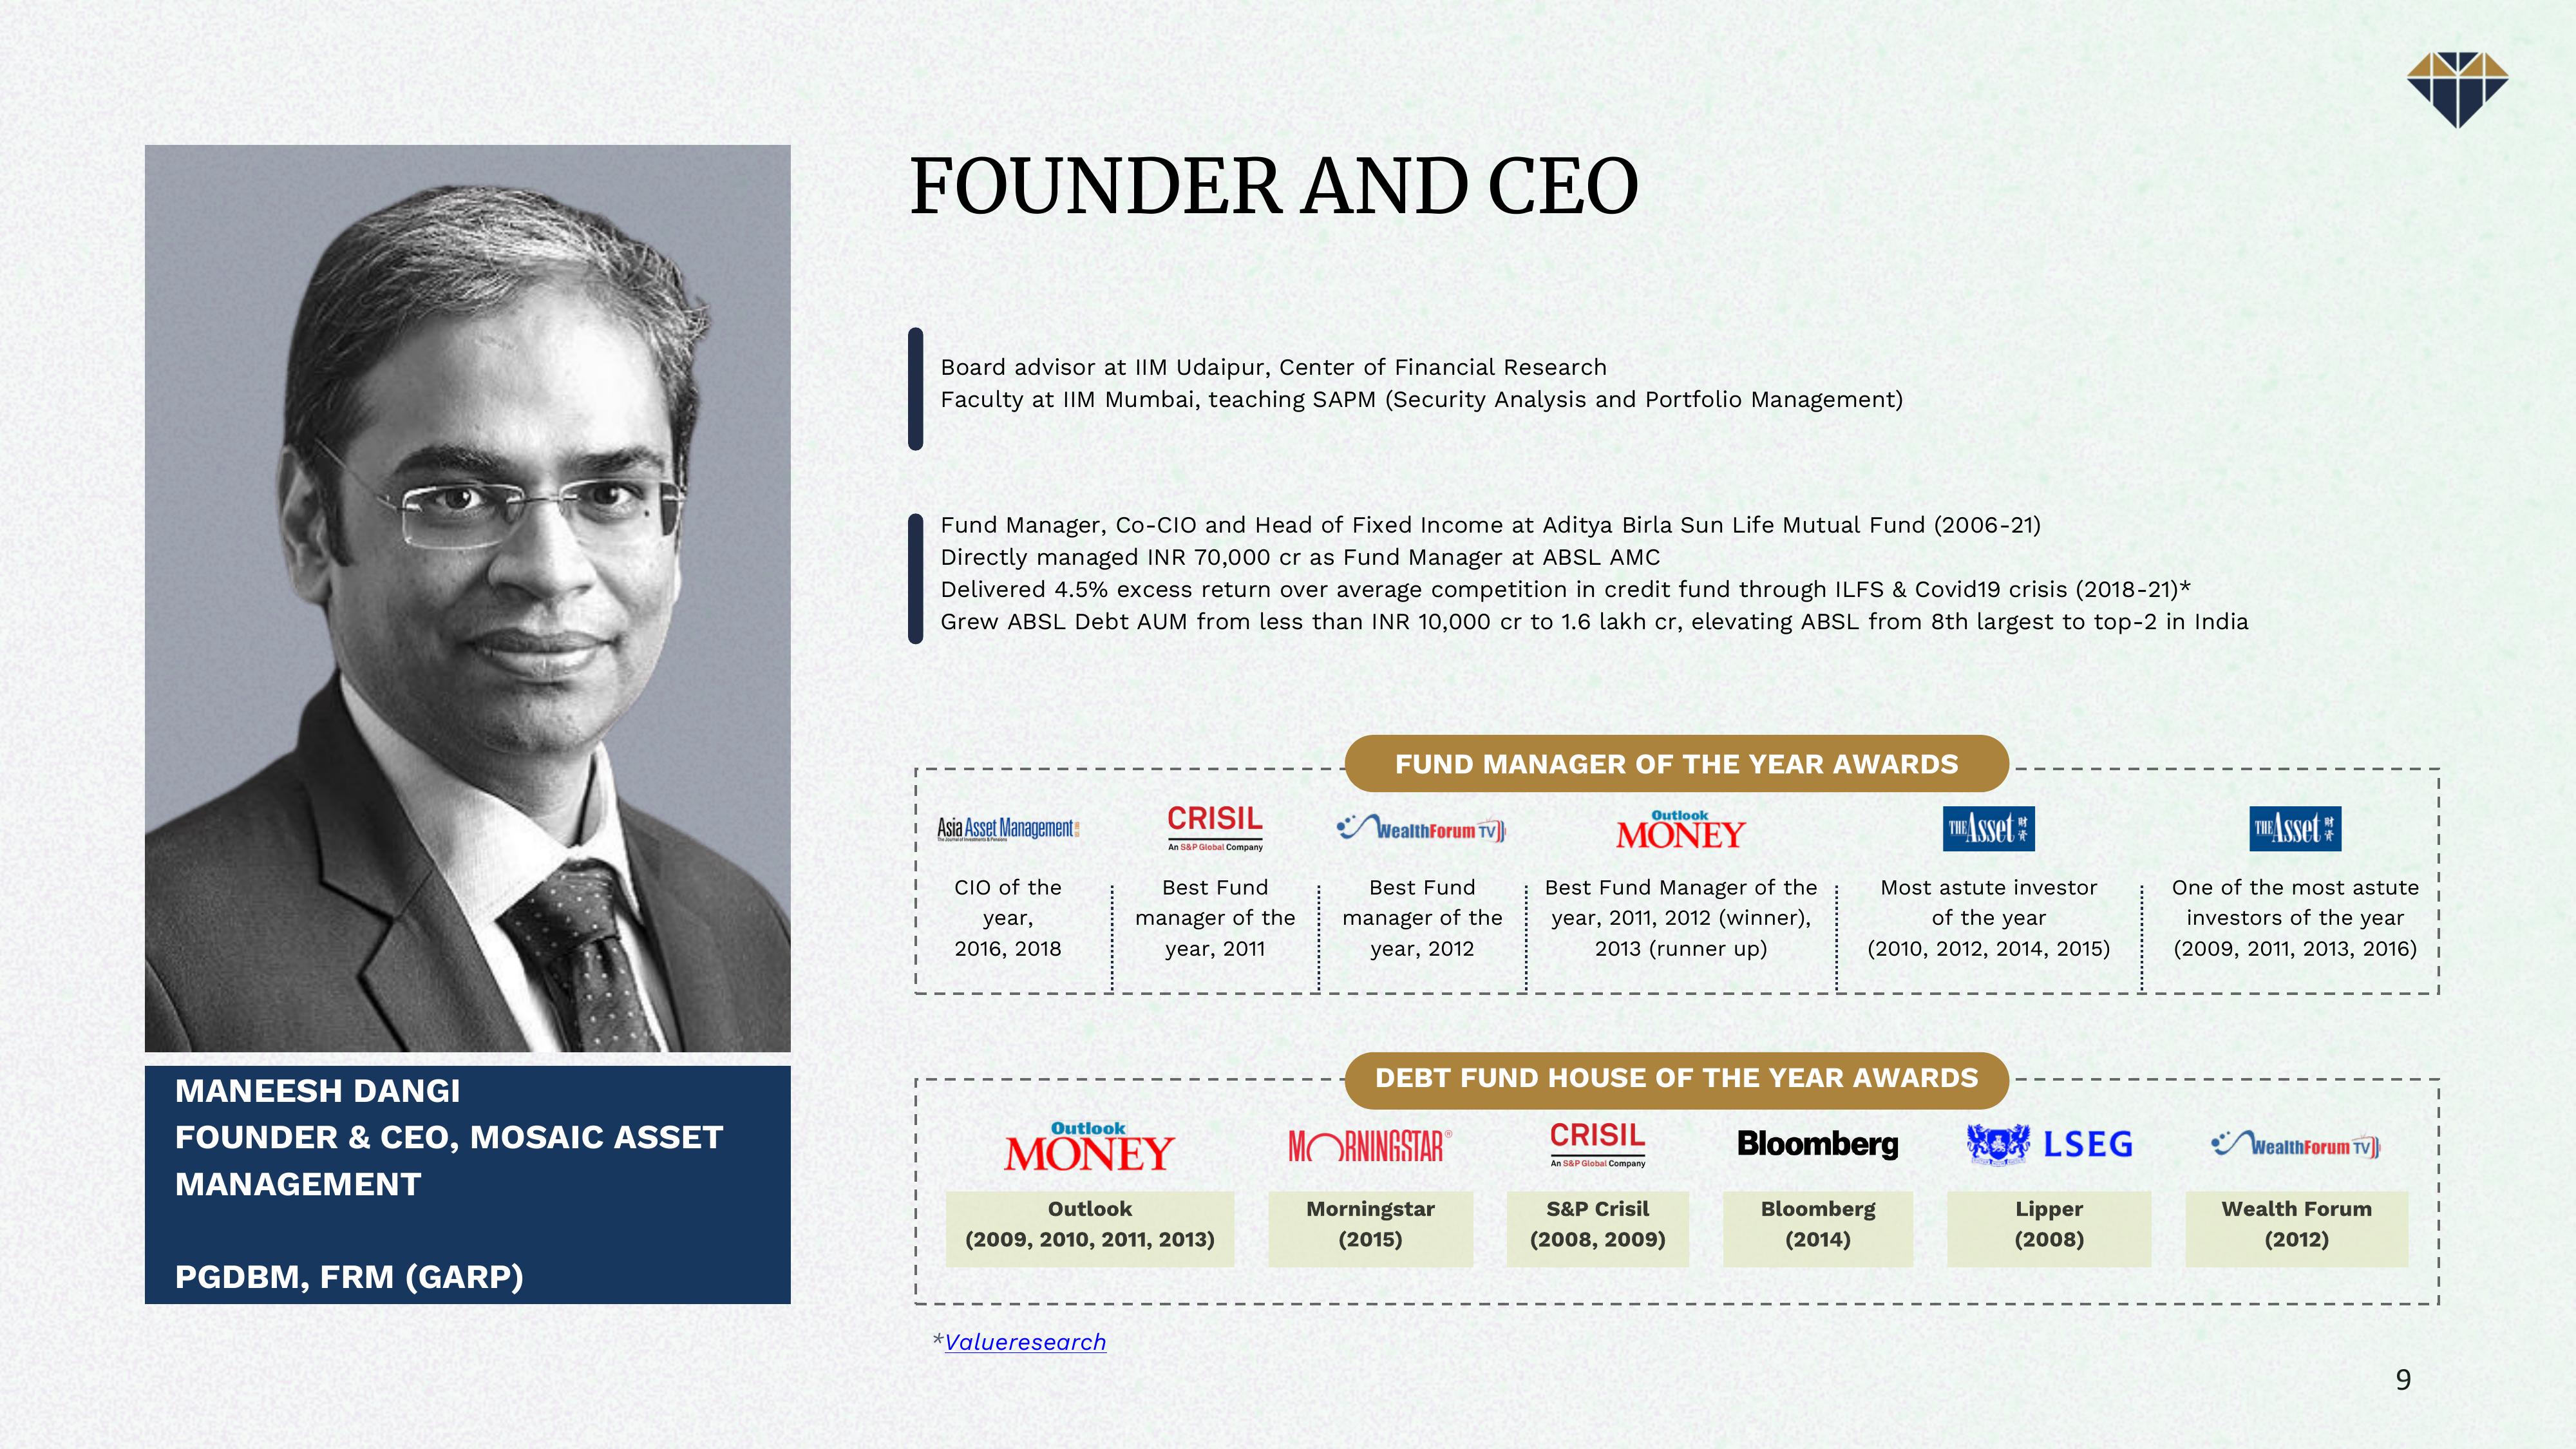 FOUNDER AND CEO
Board advisor at IIM Udaipur, Center of Financial Research
Faculty at IIM Mumbai, teaching SAPM (Security Analysis and Portfolio Management)
Fund Manager, Co-CIO and Head of Fixed Income at Aditya Birla Sun Life Mutual Fund (2006-21)
Directly managed INR 70,000 cr as Fund Manager at ABSL AMC
Delivered 4.5% excess return over average competition in credit fund through ILFS & Covid19 crisis (2018-21)*
Grew ABSL Debt AUM from less than INR 10,000 cr to 1.6 lakh cr, elevating ABSL from 8th largest to top-2 in India
MANEESH DANGI
FOUNDER & CEO, MOSAIC ASSET
MANAGEMENT
PGDBM, FRM (GARP)
FUND MANAGER OF THE YEAR AWARDS
Asia Asset Management
CIO of the
year,
2016, 2018
CRISIL
An S&P Global Company
Best Fund
manager of the
year, 2011
WealthForum TV
Best Fund
manager of the
year, 2012
Outlook
MONEY
Best Fund Manager of the
year, 2011, 2012 (winner),
2013 (runner up)
THE Asset 財資
Most astute investor
of the year
(2010, 2012, 2014, 2015)
THE Asset 財資
One of the most astute
investors of the year
(2009, 2011, 2013, 2016)
DEBT FUND HOUSE OF THE YEAR AWARDS
Outlook
MONEY
Outlook
(2009, 2010, 2011, 2013)
MORNINGSTAR®
Morningstar
(2015)
CRISIL
An S&P Global Company
S&P Crisil
(2008, 2009)
Bloomberg
Bloomberg
(2014)
LSEG
Lipper
(2008)
WealthForum TV
Wealth Forum
(2012)
*Valueresearch
9